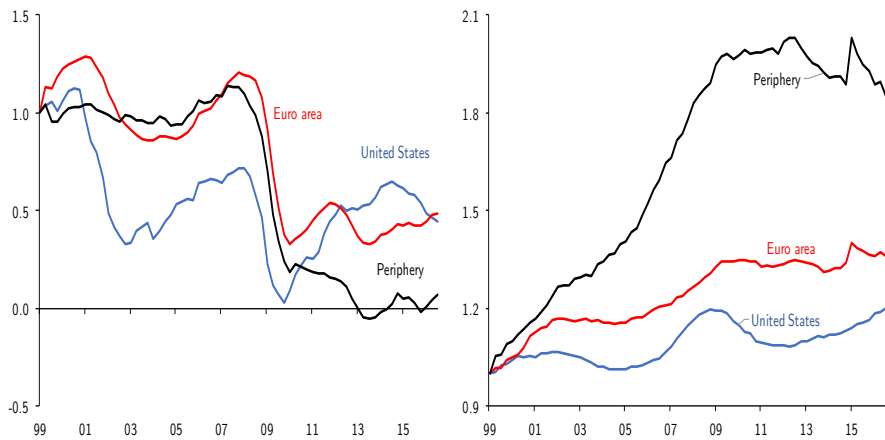 1.5
1.0
0.5
0.0
-0.5
99 01 03 05 07 09 11 13 15
Euro area
United States
Periphery
2.1
1.8
1.5
1.2
0.9
99 01 03 05 07 09 11 13 15
Periphery
Euro area
United States